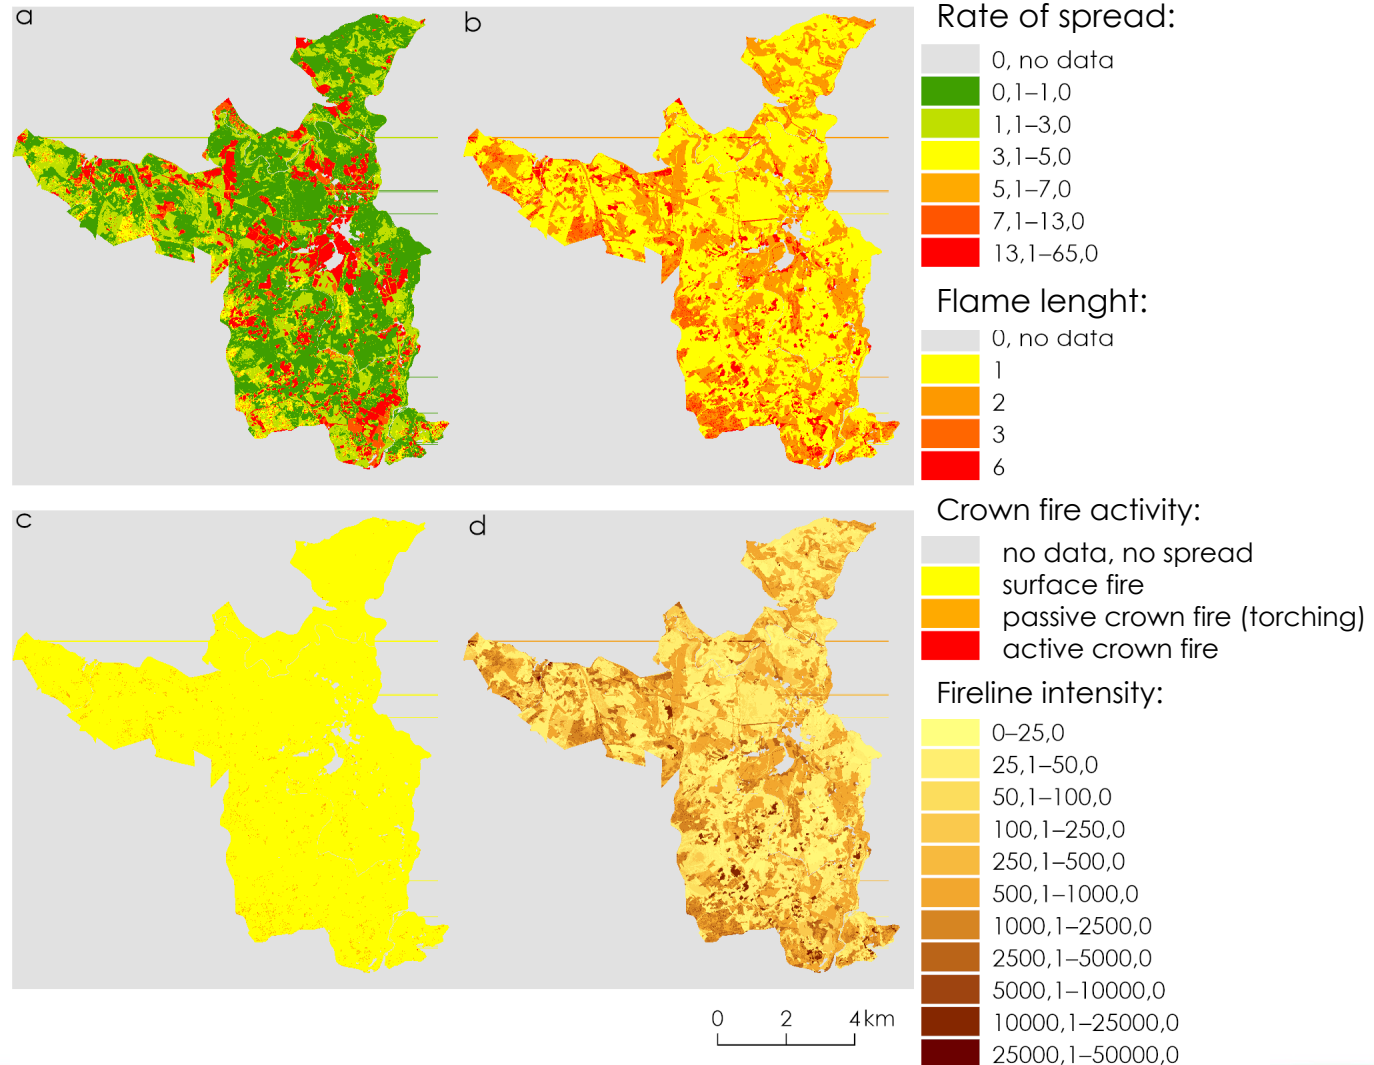 a
b
Rate of spread:
0, no data
0,1–1,0
1,1–3,0
3,1–5,0
5,1–7,0
7,1–13,0
13,1–65,0
Flame lenght:
0, no data
1
2
3
6
c
d
Crown fire activity:
no data, no spread
surface fire
passive crown fire (torching)
active crown fire
Fireline intensity:
0–25,0
25,1–50,0
50,1–100,0
100,1–250,0
250,1–500,0
500,1–1000,0
1000,1–2500,0
2500,1–5000,0
5000,1–10000,0
10000,1–25000,0
25000,1–50000,0
0 2 4 km